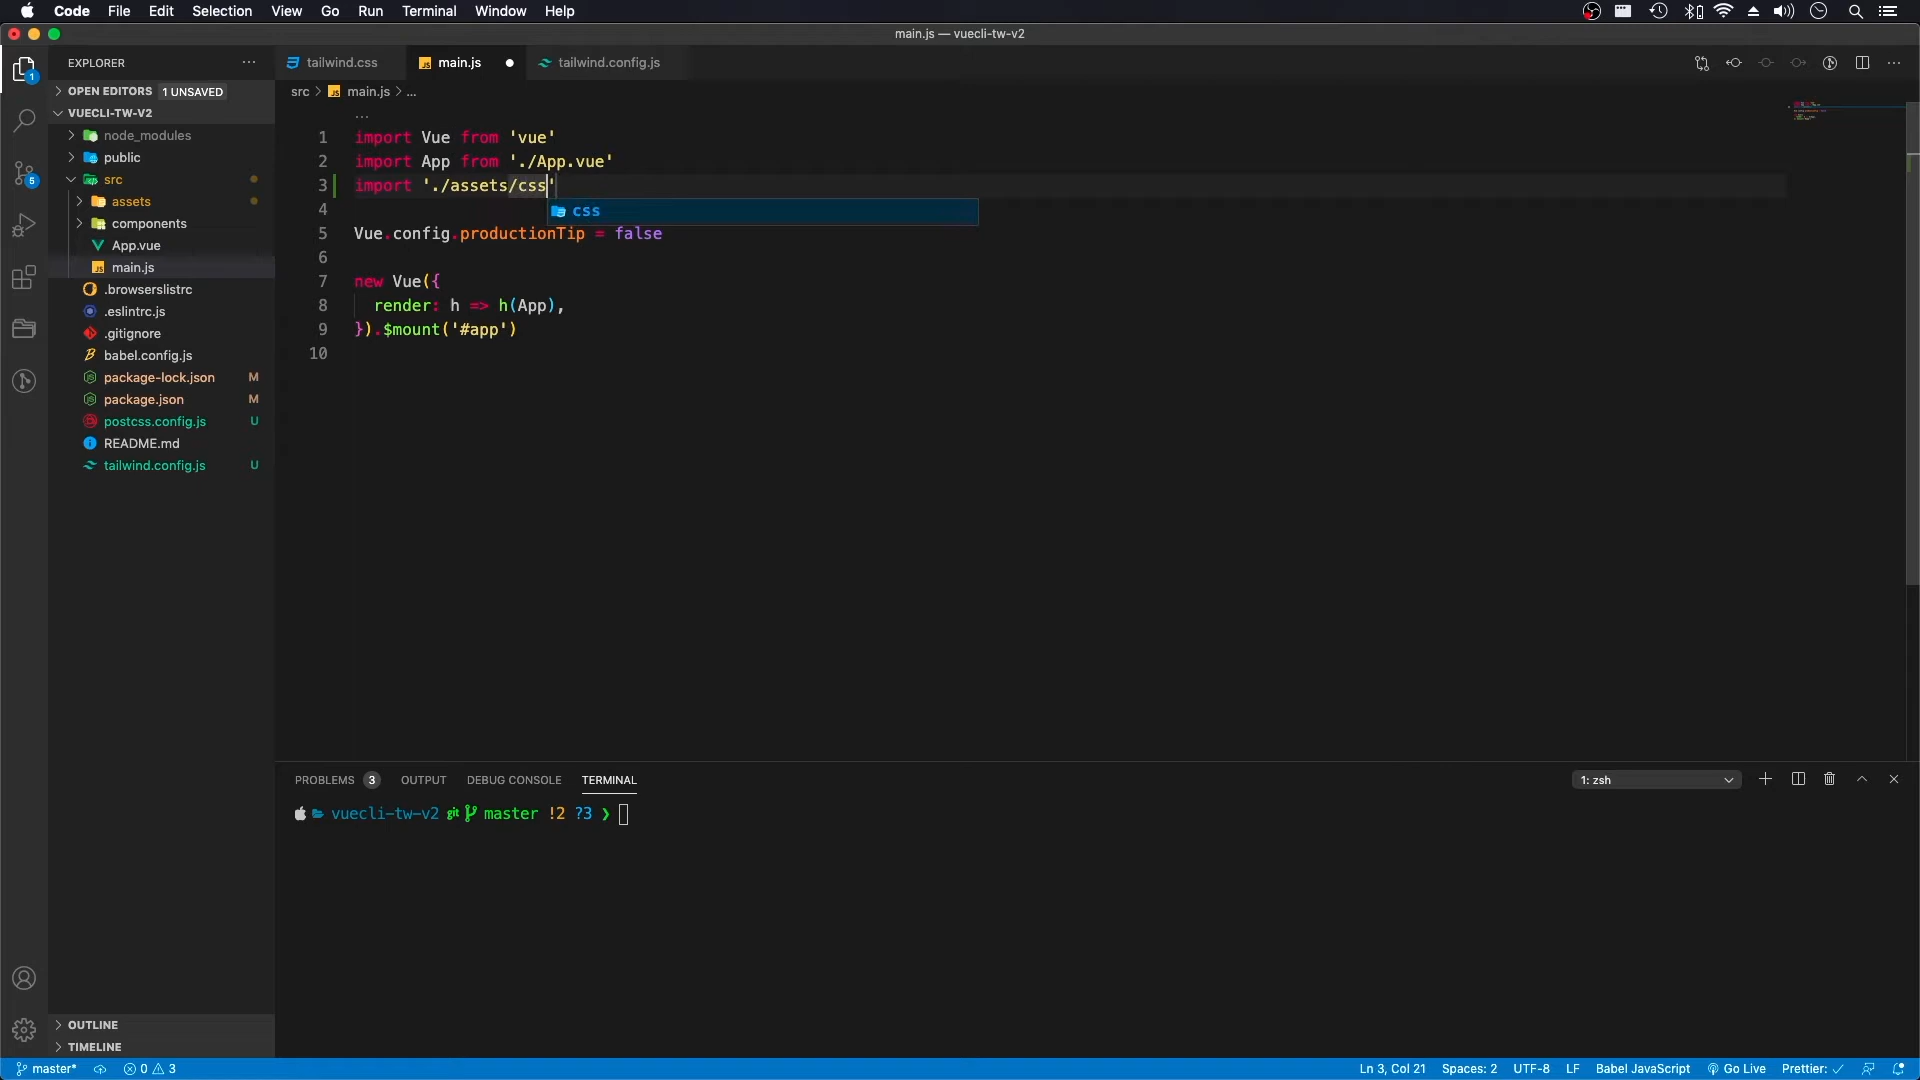 Code File Edit Selection View Go Run Terminal Window Help
main.js — vuecli-tw-v2
EXPLORER
tailwind.css
main.js
tailwind.config.js
OPEN EDITORS 1 UNSAVED
VUECLI-TW-V2
node_modules
public
src
assets
components
App.vue
main.js
.browserslistrc
.eslintrc.js
.gitignore
babel.config.js
package-lock.json M
package.json M
postcss.config.js U
README.md
tailwind.config.js U
OUTLINE
TIMELINE
1
5
src > main.js > ...
...
1 import Vue from 'vue'
2 import App from './App.vue'
3 import './assets/css'
css
4
5 Vue.config.productionTip = false
6
7 new Vue({
8 render: h => h(App),
9 }).$mount('#app')
10
PROBLEMS 3 OUTPUT DEBUG CONSOLE TERMINAL
1: zsh
vuecli-tw-v2 git master !2 ?3 ❯
master* 0 3
Ln 3, Col 21 Spaces: 2 UTF-8 LF Babel JavaScript Go Live Prettier: ✓